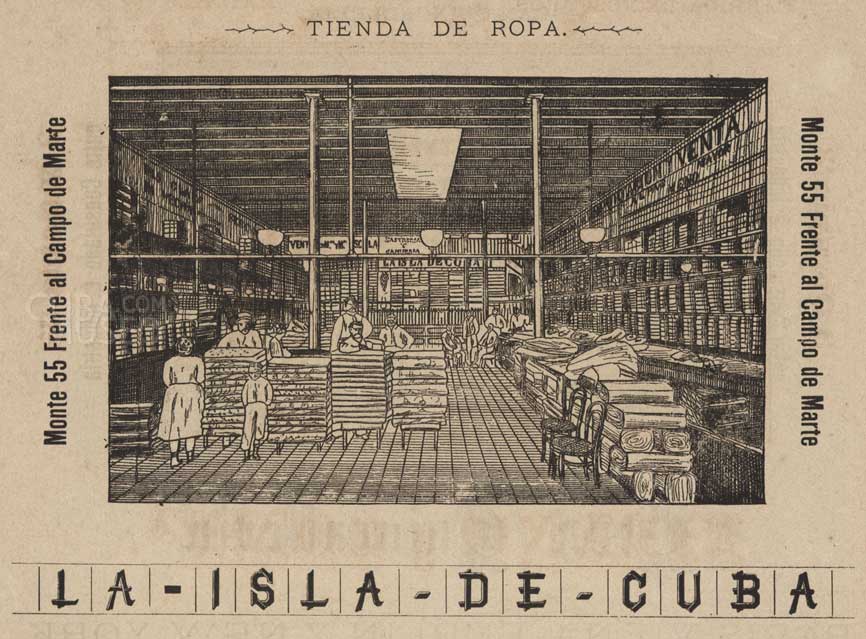 TIENDA DE ROPA.
Monte 55 Frente al Campo de Marte
VENTA
LA ISLA DE CUBA
VENTA
Monte 55 Frente al Campo de Marte
LA-ISLA-DE-CUBA